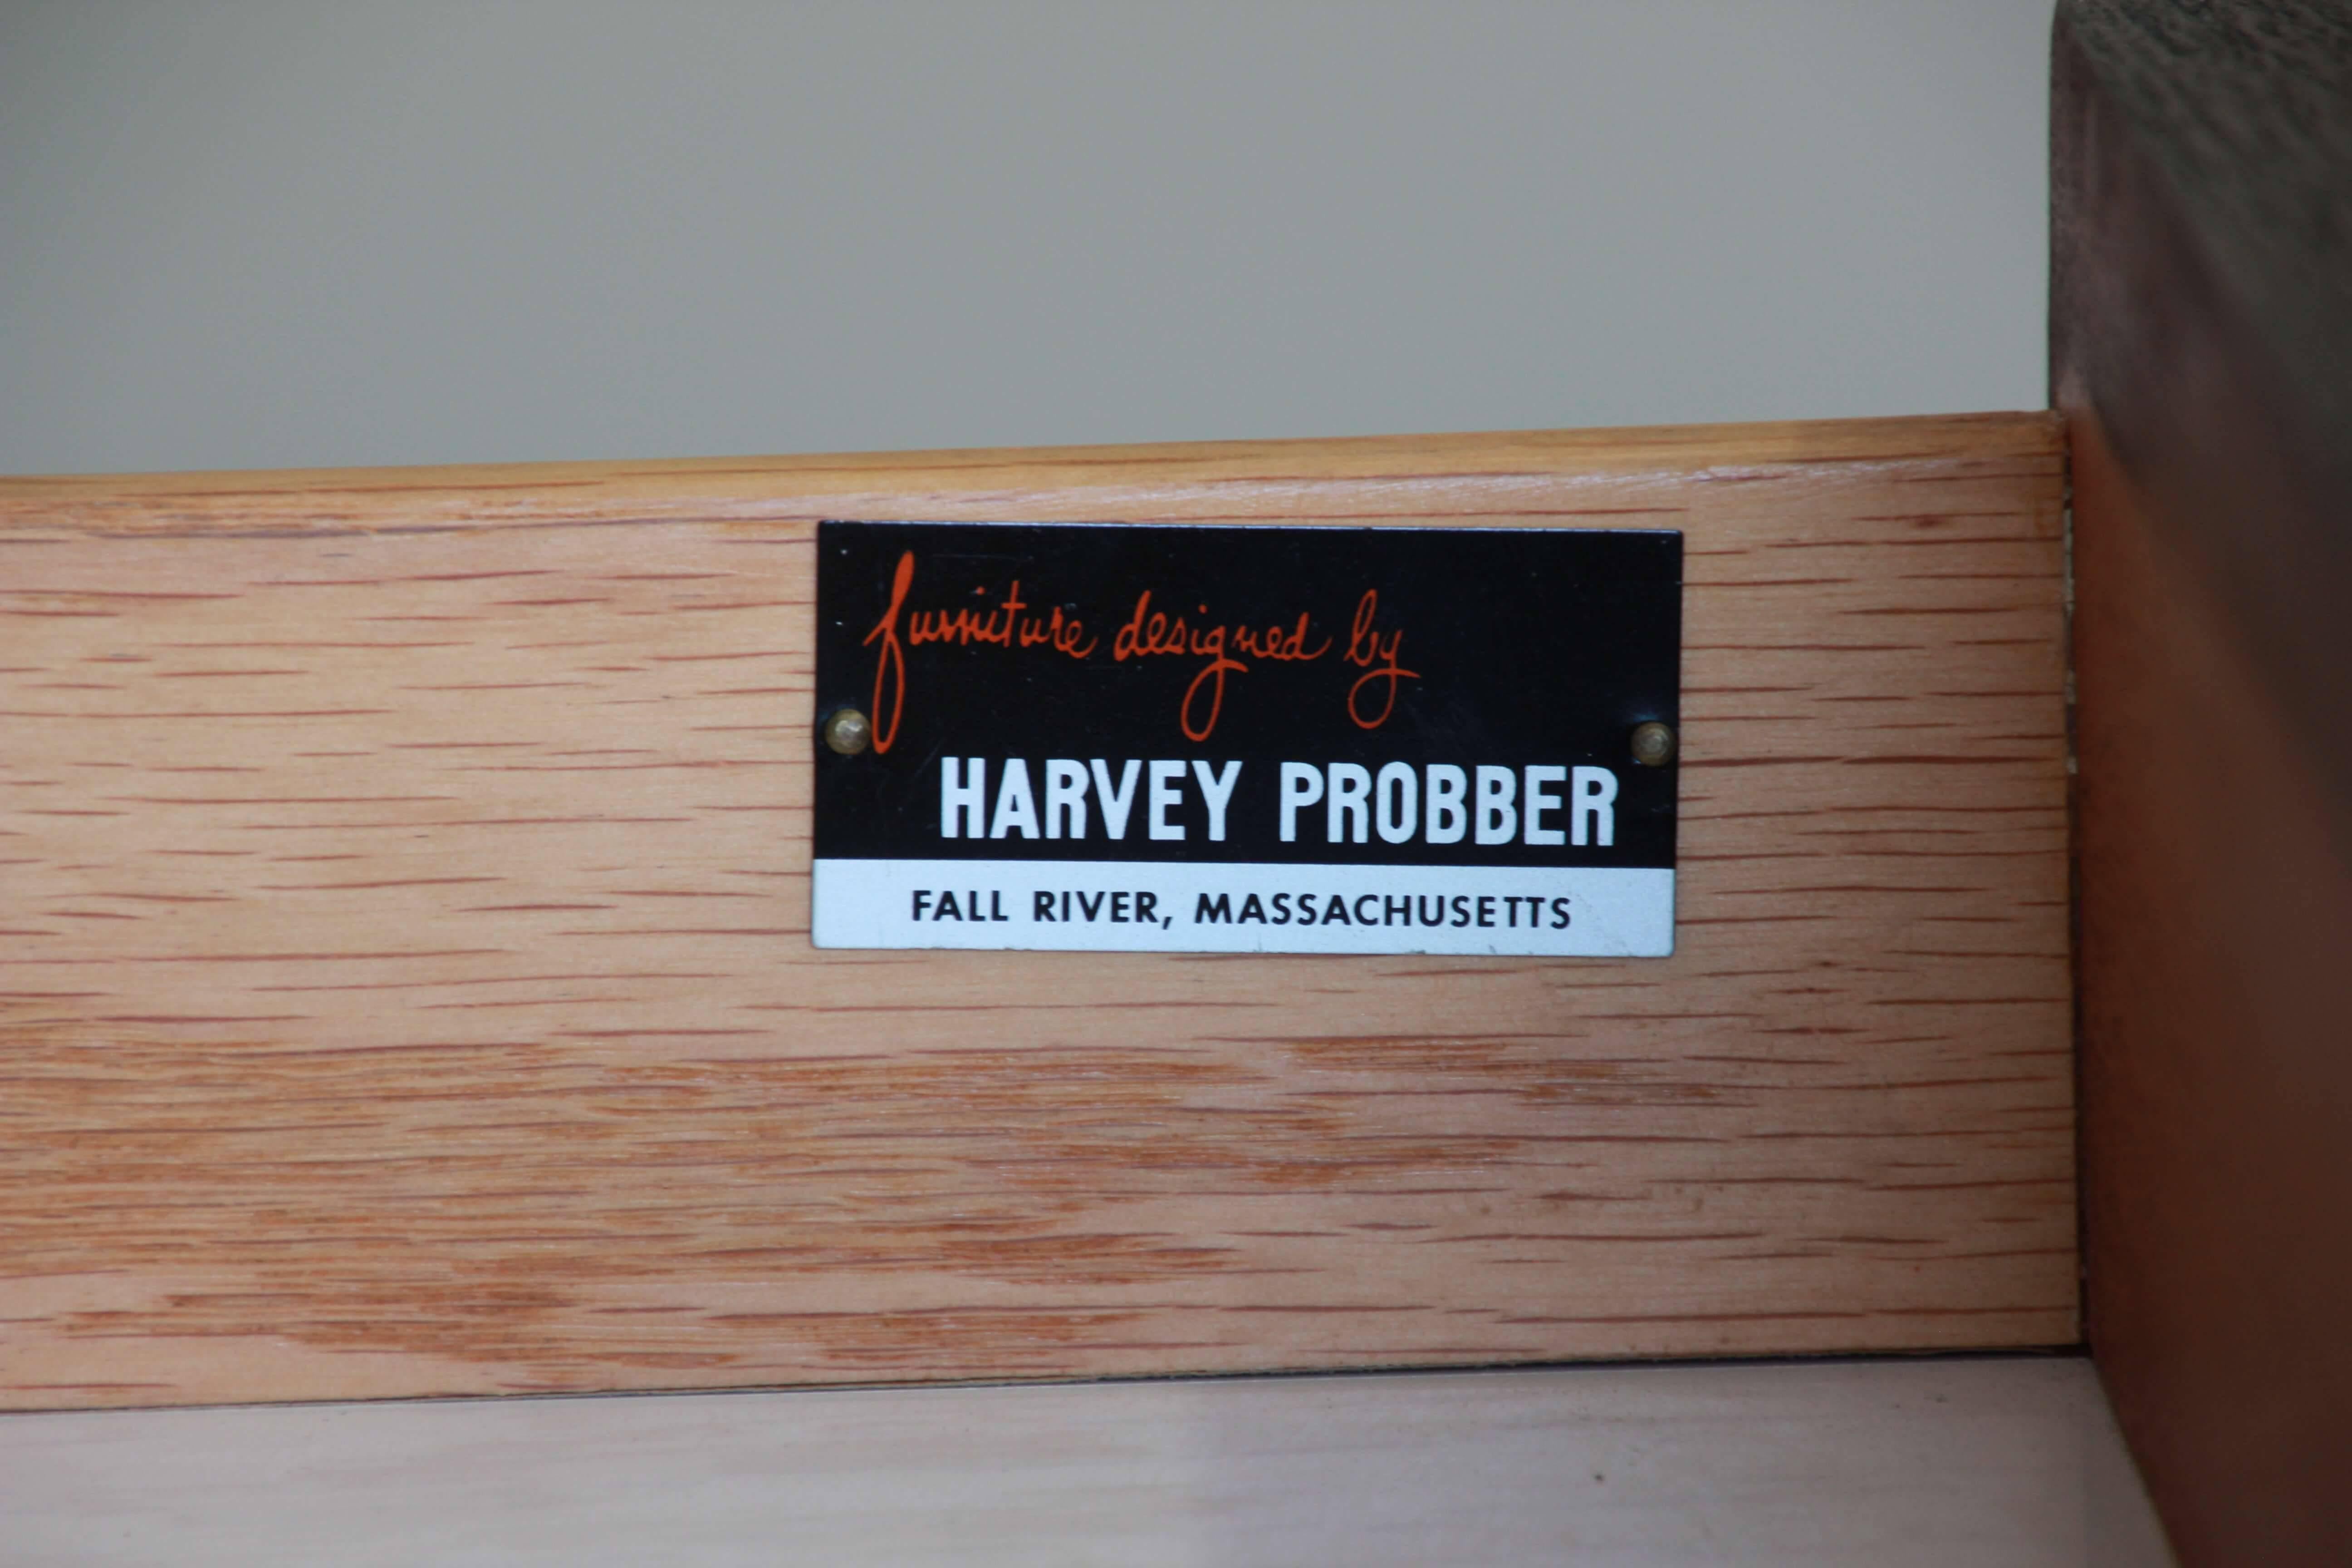 furniture designed by
HARVEY PROBBER
FALL RIVER, MASSACHUSETTS